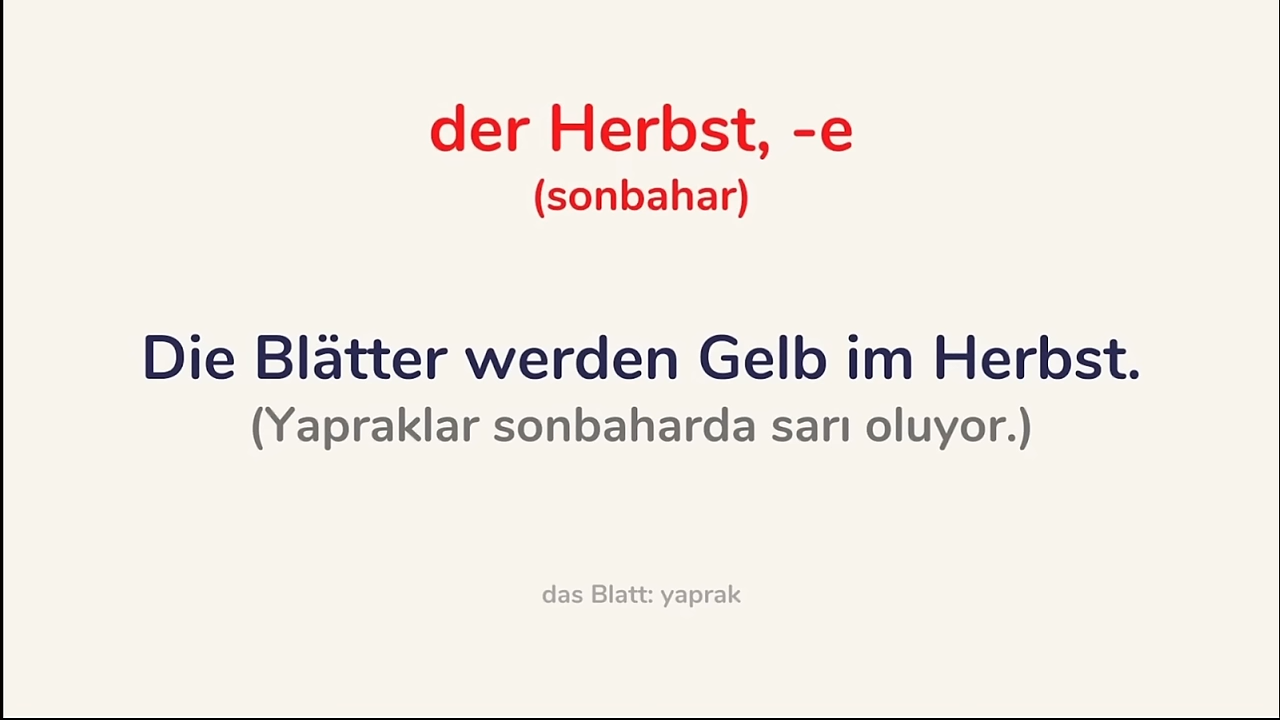 der Herbst, -e
(sonbahar)
Die Blätter werden Gelb im Herbst.
(Yapraklar sonbaharda sarı oluyor.)
das Blatt: yaprak